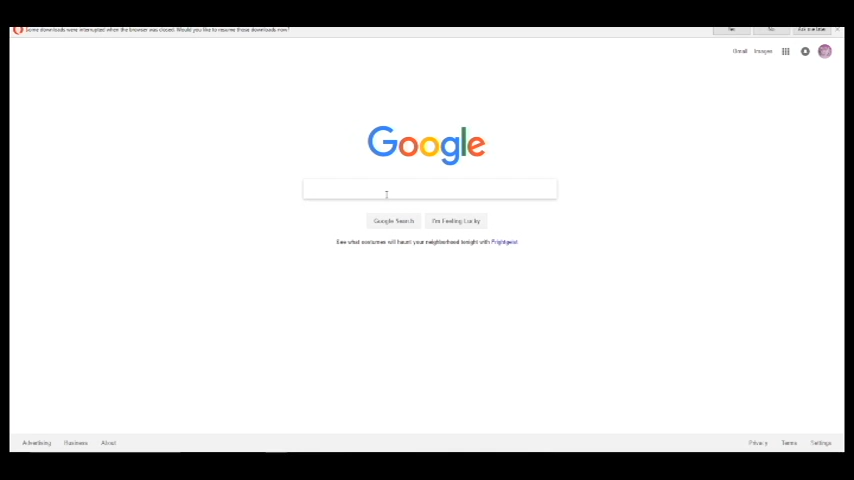 Some downloads were interrupted when the browser was closed. Would you like to resume those downloads now?
Yes No Ask me later
Gmail Images
Google
Google Search I'm Feeling Lucky
See what costumes will haunt your neighborhood tonight with Frightgeist
Advertising Business About
Privacy Terms Settings